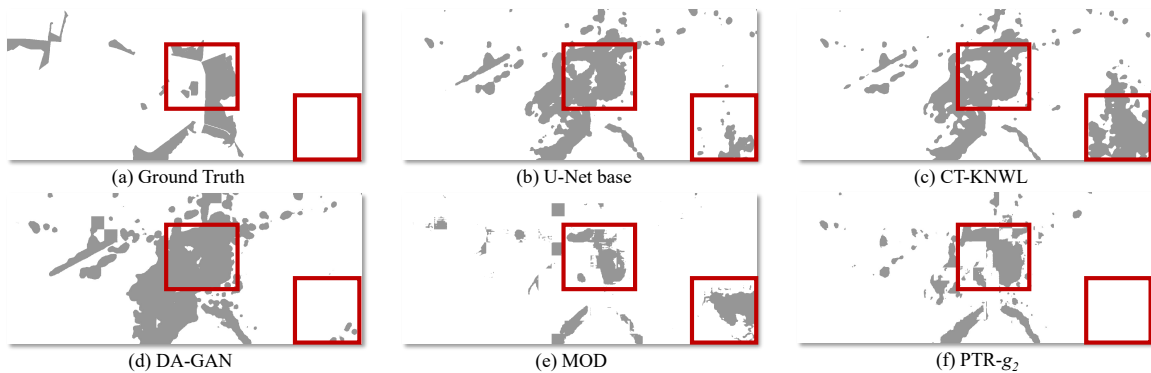 (a) Ground Truth
(b) U-Net base
(c) CT-KNWL
(d) DA-GAN
(e) MOD
(f) PTR-g₂